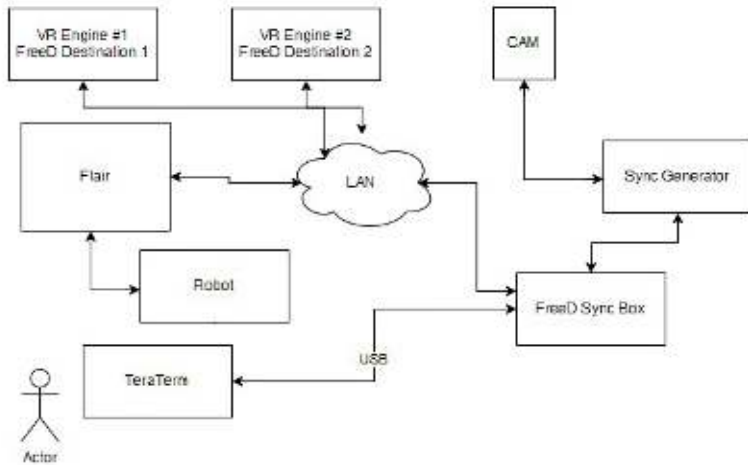 VR Engine #1
FreeD Destination 1
VR Engine #2
FreeD Destination 2
CAM
Flair
LAN
Sync Generator
Robot
FreeD Sync Box
USB
TeraTerm
Actor